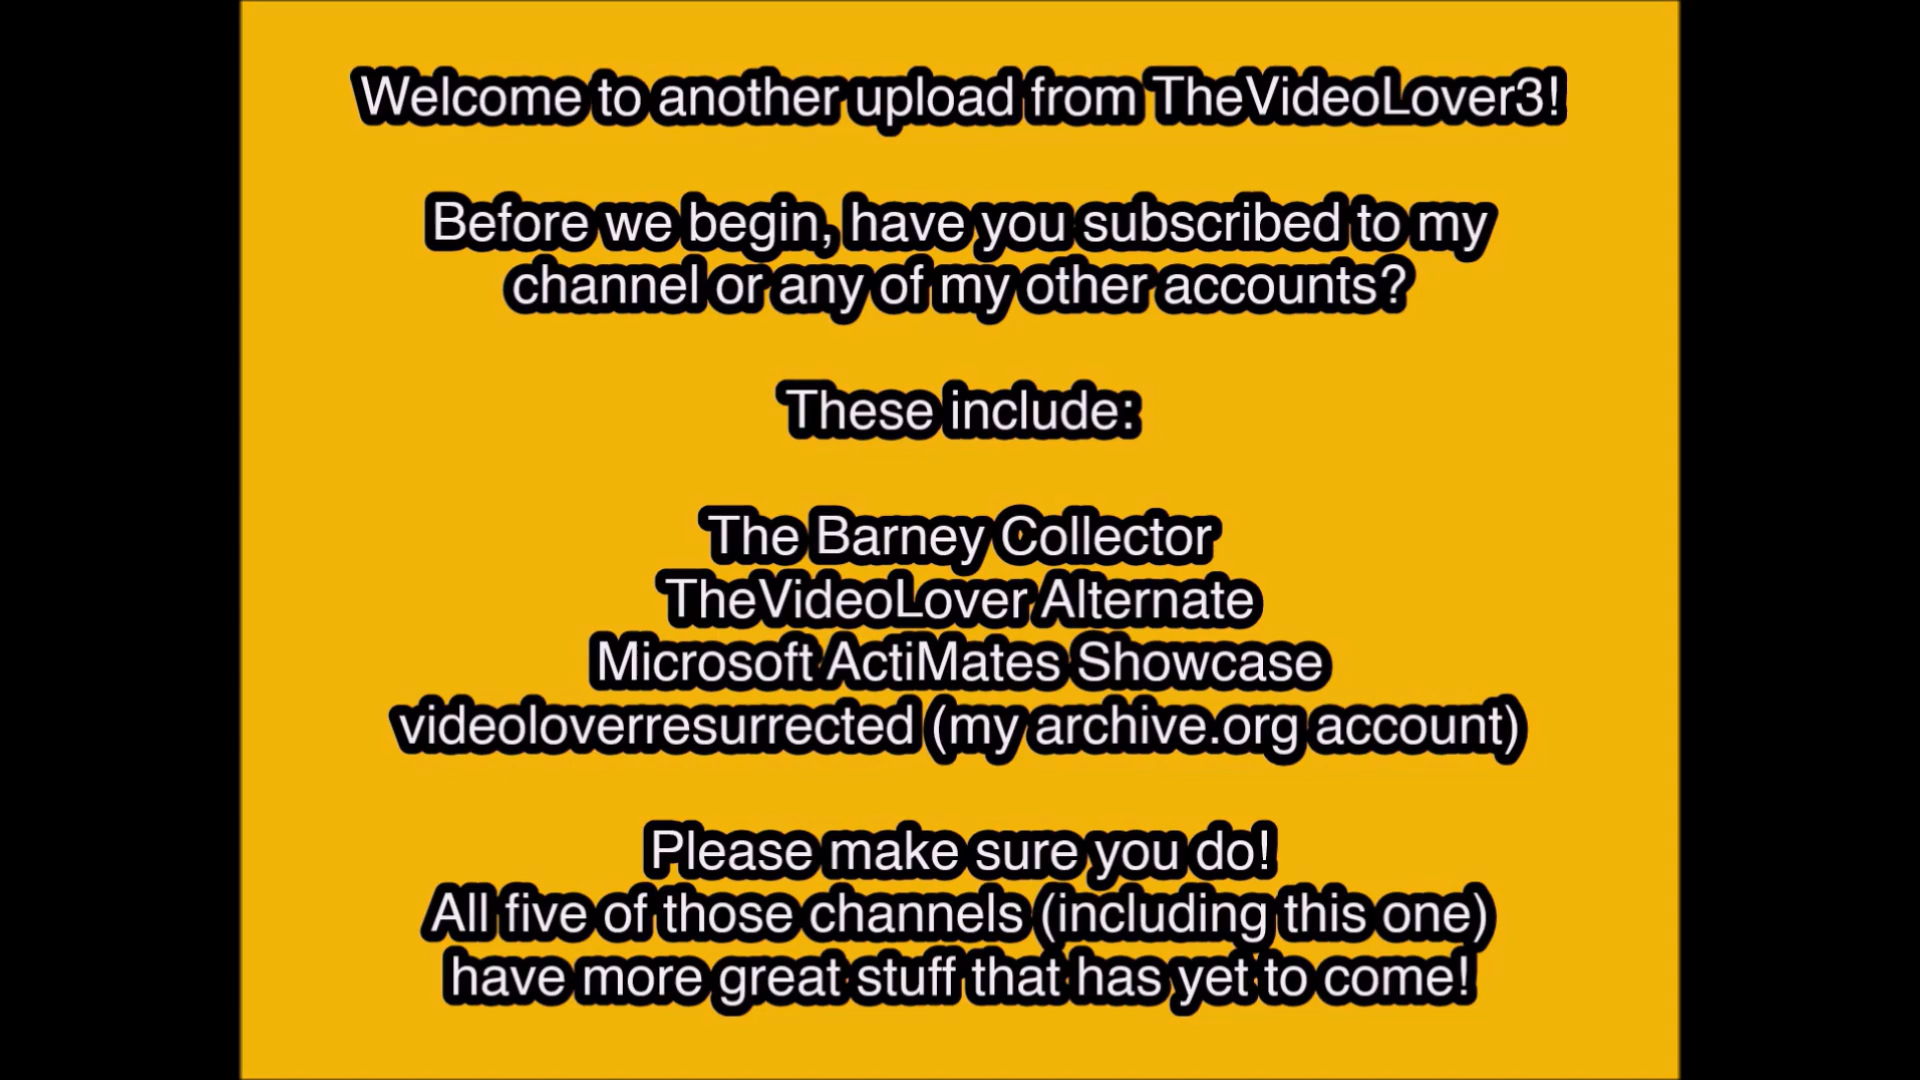 Welcome to another upload from TheVideoLover3!
Before we begin, have you subscribed to my
channel or any of my other accounts?
These include:
The Barney Collector
TheVideoLover Alternate
Microsoft ActiMates Showcase
videoloverresurrected (my archive.org account)
Please make sure you do!
All five of those channels (including this one)
have more great stuff that has yet to come!